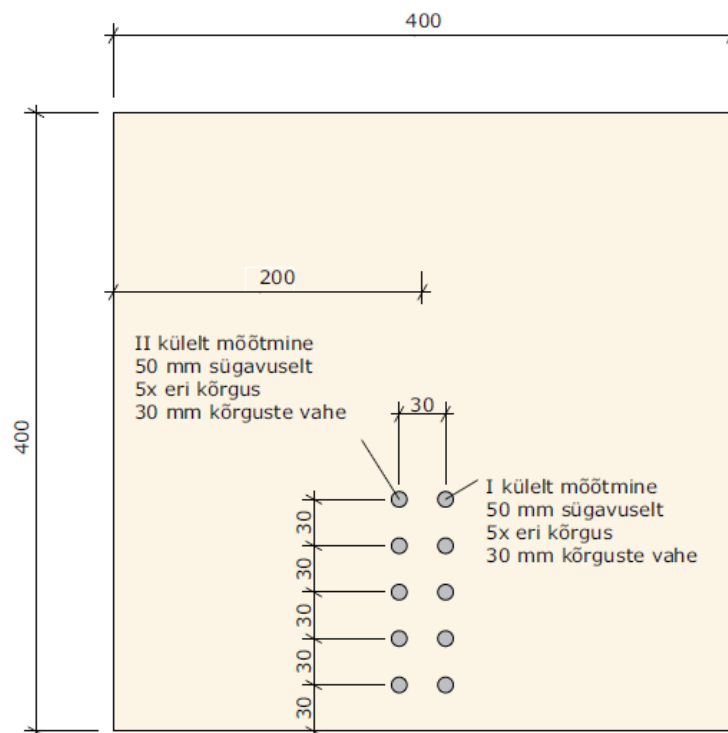 400
200
II külelt mõõtmine
50 mm sügavuselt
5x eri kõrgus
30 mm kõrguste vahe
400
30
I külelt mõõtmine
50 mm sügavuselt
5x eri kõrgus
30 mm kõrguste vahe
30
30
30
30
30